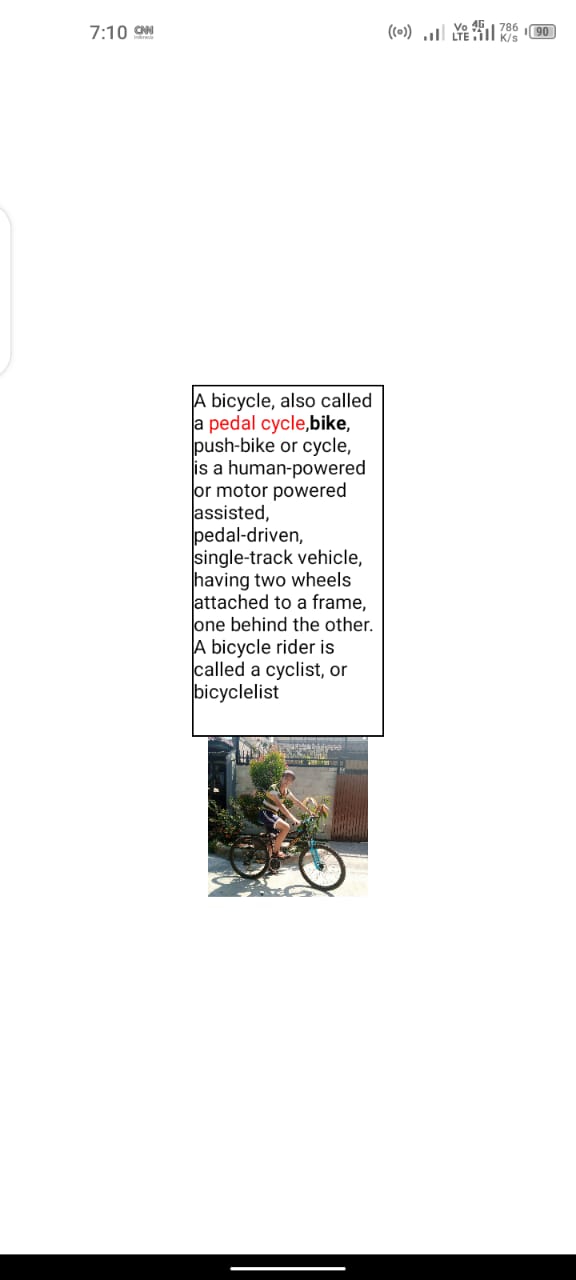 7:10 CNN
Vo LTE 4G 786 K/s 90
A bicycle, also called
a pedal cycle,bike,
push-bike or cycle,
is a human-powered
or motor powered
assisted,
pedal-driven,
single-track vehicle,
having two wheels
attached to a frame,
one behind the other.
A bicycle rider is
called a cyclist, or
bicyclelist